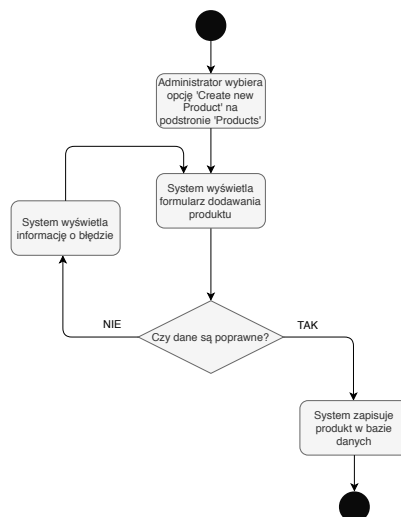 Administrator wybiera
opcję 'Create new
Product' na
podstronie 'Products'
System wyświetla
formularz dodawania
produktu
System wyświetla
informację o błędzie
NIE
Czy dane są poprawne?
TAK
System zapisuje
produkt w bazie
danych